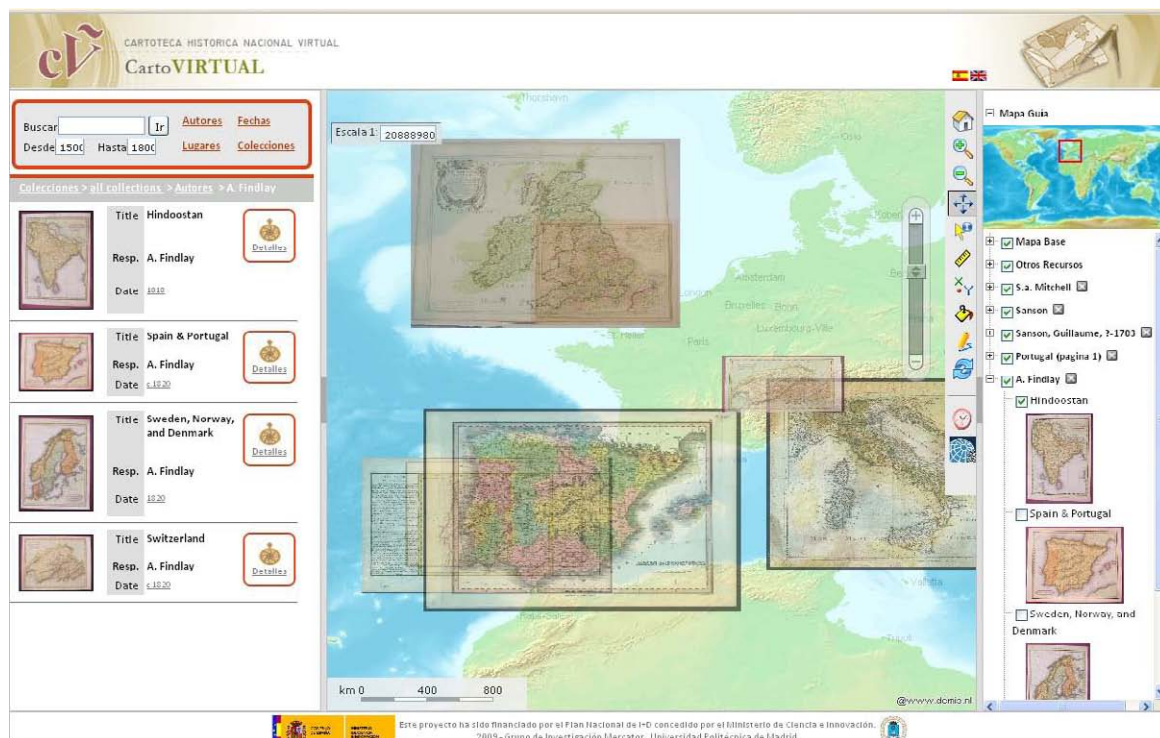 CARTOTECA HISTORICA NACIONAL VIRTUAL
CartoVIRTUAL
Buscar Ir Autores Fechas
Desde 150 Hasta 180 Lugares Colecciones
Colecciones > all collections > Autores > A. Findlay
Title Hindoostan
Resp. A. Findlay
Date
Detalles
Title Spain & Portugal
Resp. A. Findlay
Date c 1820
Detalles
Title Sweden, Norway,
and Denmark
Resp. A. Findlay
Date 1820
Detalles
Title Switzerland
Resp. A. Findlay
Date c 1820
Detalles
Thorshavn
Escala 1: 20888980
Oslo
Amsterdam
London
Bruxelles Bonn
Luxembourg-Ville
Paris
km 0 400 800
@www.demis.nl
Mapa Guia
Mapa Base
Otros Recursos
S.a. Mitchell
Sanson
Sanson, Guillaume, ?-1703
Portugal (pagina 1)
A. Findlay
Hindoostan
Spain & Portugal
Sweden, Norway, and
Denmark
Este proyecto ha sido financiado por el Plan Nacional de I+D concedido por el Ministerio de Ciencia e Innovación.
2009 - Grupo de Investigación Mercator. Universidad Politécnica de Madrid